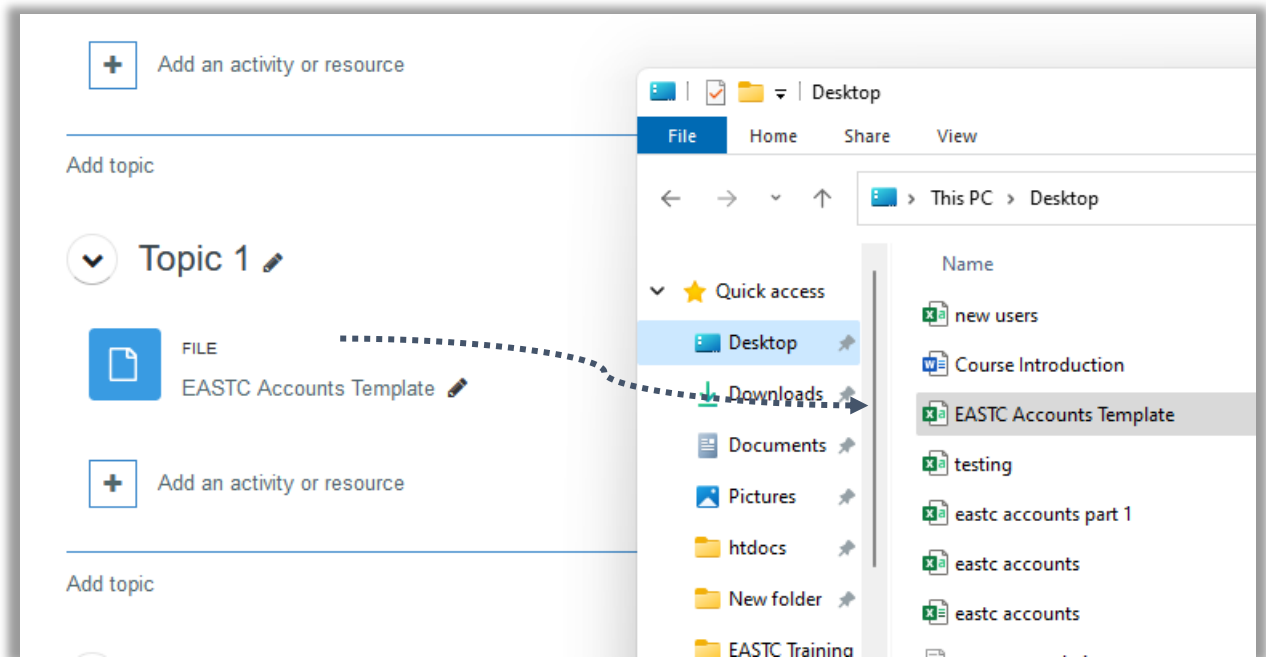 Add an activity or resource
Add topic
Topic 1
FILE
EASTC Accounts Template
Add an activity or resource
Add topic
Desktop
File Home Share View
This PC > Desktop
Quick access
Desktop
Downloads
Documents
Pictures
htdocs
New folder
EASTC Training
Name
new users
Course Introduction
EASTC Accounts Template
testing
eastc accounts part 1
eastc accounts
eastc accounts